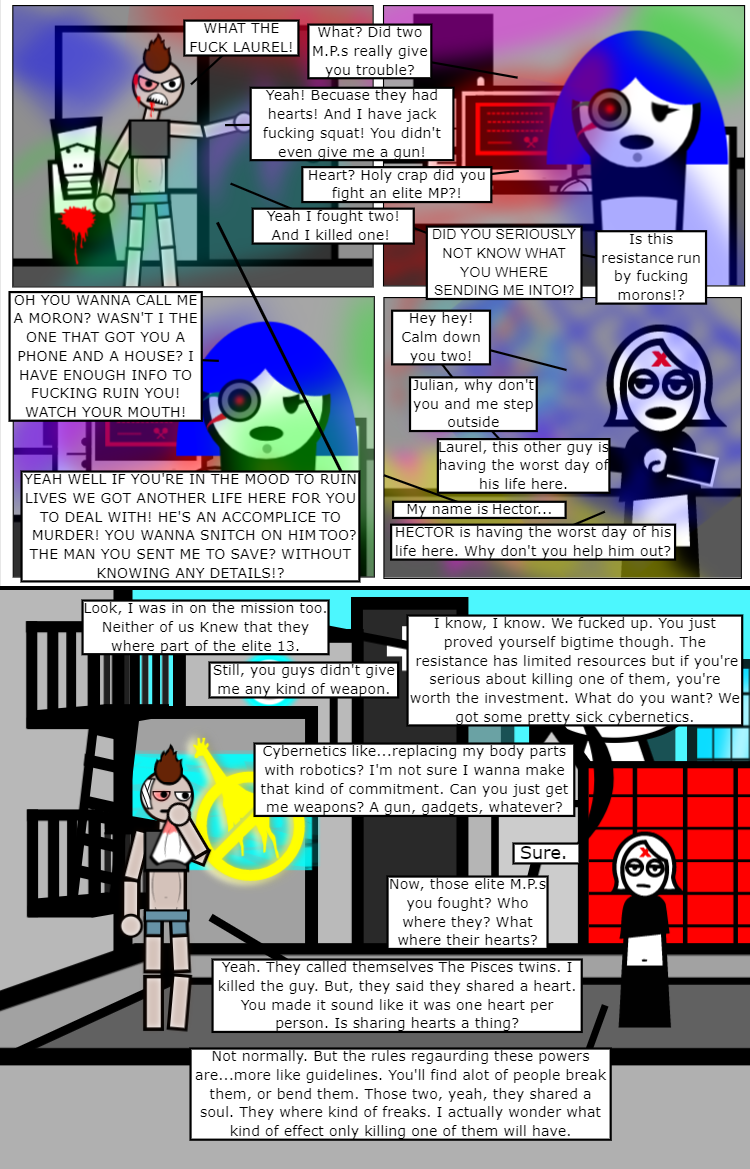 WHAT THE
FUCK LAUREL!
What? Did two
M.P.s really give
you trouble?
Yeah! Becuase they had
hearts! And I have jack
fucking squat! You didn't
even give me a gun!
Heart? Holy crap did you
fight an elite MP?!
Yeah I fought two!
And I killed one!
DID YOU SERIOUSLY
NOT KNOW WHAT
YOU WHERE
SENDING ME INTO!?
Is this
resistance run
by fucking
morons!?
OH YOU WANNA CALL ME
A MORON? WASN'T I THE
ONE THAT GOT YOU A
PHONE AND A HOUSE? I
HAVE ENOUGH INFO TO
FUCKING RUIN YOU!
WATCH YOUR MOUTH!
YEAH WELL IF YOU'RE IN THE MOOD TO RUIN
LIVES WE GOT ANOTHER LIFE HERE FOR YOU
TO DEAL WITH! HE'S AN ACCOMPLICE TO
MURDER! YOU WANNA SNITCH ON HIM TOO?
THE MAN YOU SENT ME TO SAVE? WITHOUT
KNOWING ANY DETAILS!?
Hey hey!
Calm down
you two!
Julian, why don't
you and me step
outside
Laurel, this other guy is
having the worst day of
his life here.
My name is Hector...
HECTOR is having the worst day of his
life here. Why don't you help him out?
Look, I was in on the mission too.
Neither of us Knew that they
where part of the elite 13.
I know, I know. We fucked up. You just
proved yourself bigtime though. The
resistance has limited resources but if you're
serious about killing one of them, you're
worth the investment. What do you want? We
got some pretty sick cybernetics.
Still, you guys didn't give
me any kind of weapon.
Cybernetics like...replacing my body parts
with robotics? I'm not sure I wanna make
that kind of commitment. Can you just get
me weapons? A gun, gadgets, whatever?
Sure.
Now, those elite M.P.s
you fought? Who
where they? What
where their hearts?
Yeah. They called themselves The Pisces twins. I
killed the guy. But, they said they shared a heart.
You made it sound like it was one heart per
person. Is sharing hearts a thing?
Not normally. But the rules regaurding these powers
are...more like guidelines. You'll find alot of people break
them, or bend them. Those two, yeah, they shared a
soul. They where kind of freaks. I actually wonder what
kind of effect only killing one of them will have.